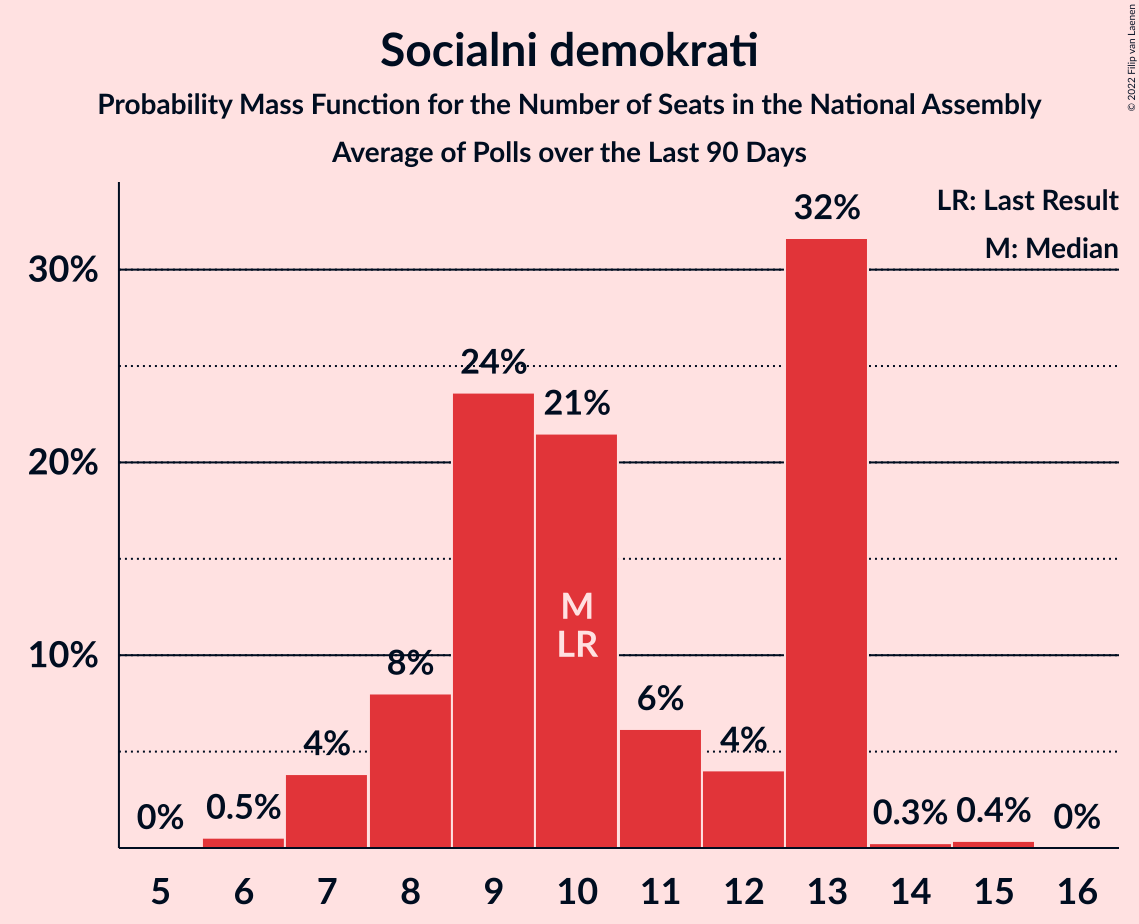 Socialni demokrati
Probability Mass Function for the Number of Seats in the National Assembly
Average of Polls over the Last 90 Days
© 2022 Filip van Laenen
LR: Last Result
M: Median
30%
20%
10%
0%
0.5%
4%
8%
24%
21%
6%
4%
32%
0.3%
0.4%
0%
M
LR
5 6 7 8 9 10 11 12 13 14 15 16